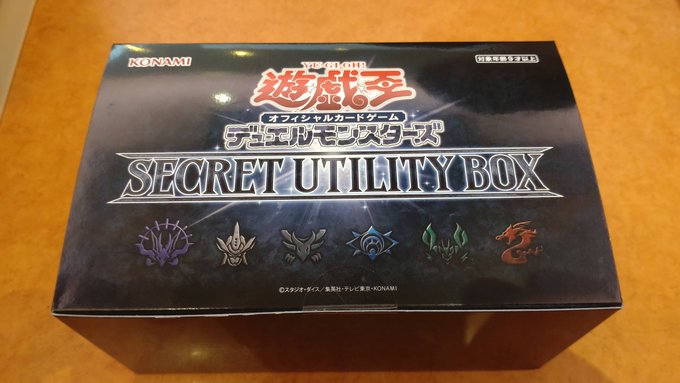 KONAMI
YU-GI-OH!
遊戯王
対象年齢9才以上
オフィシャルカードゲーム
デュエルモンスターズ
SECRET UTILITY BOX
©スタジオ・ダイス/集英社・テレビ東京・KONAMI